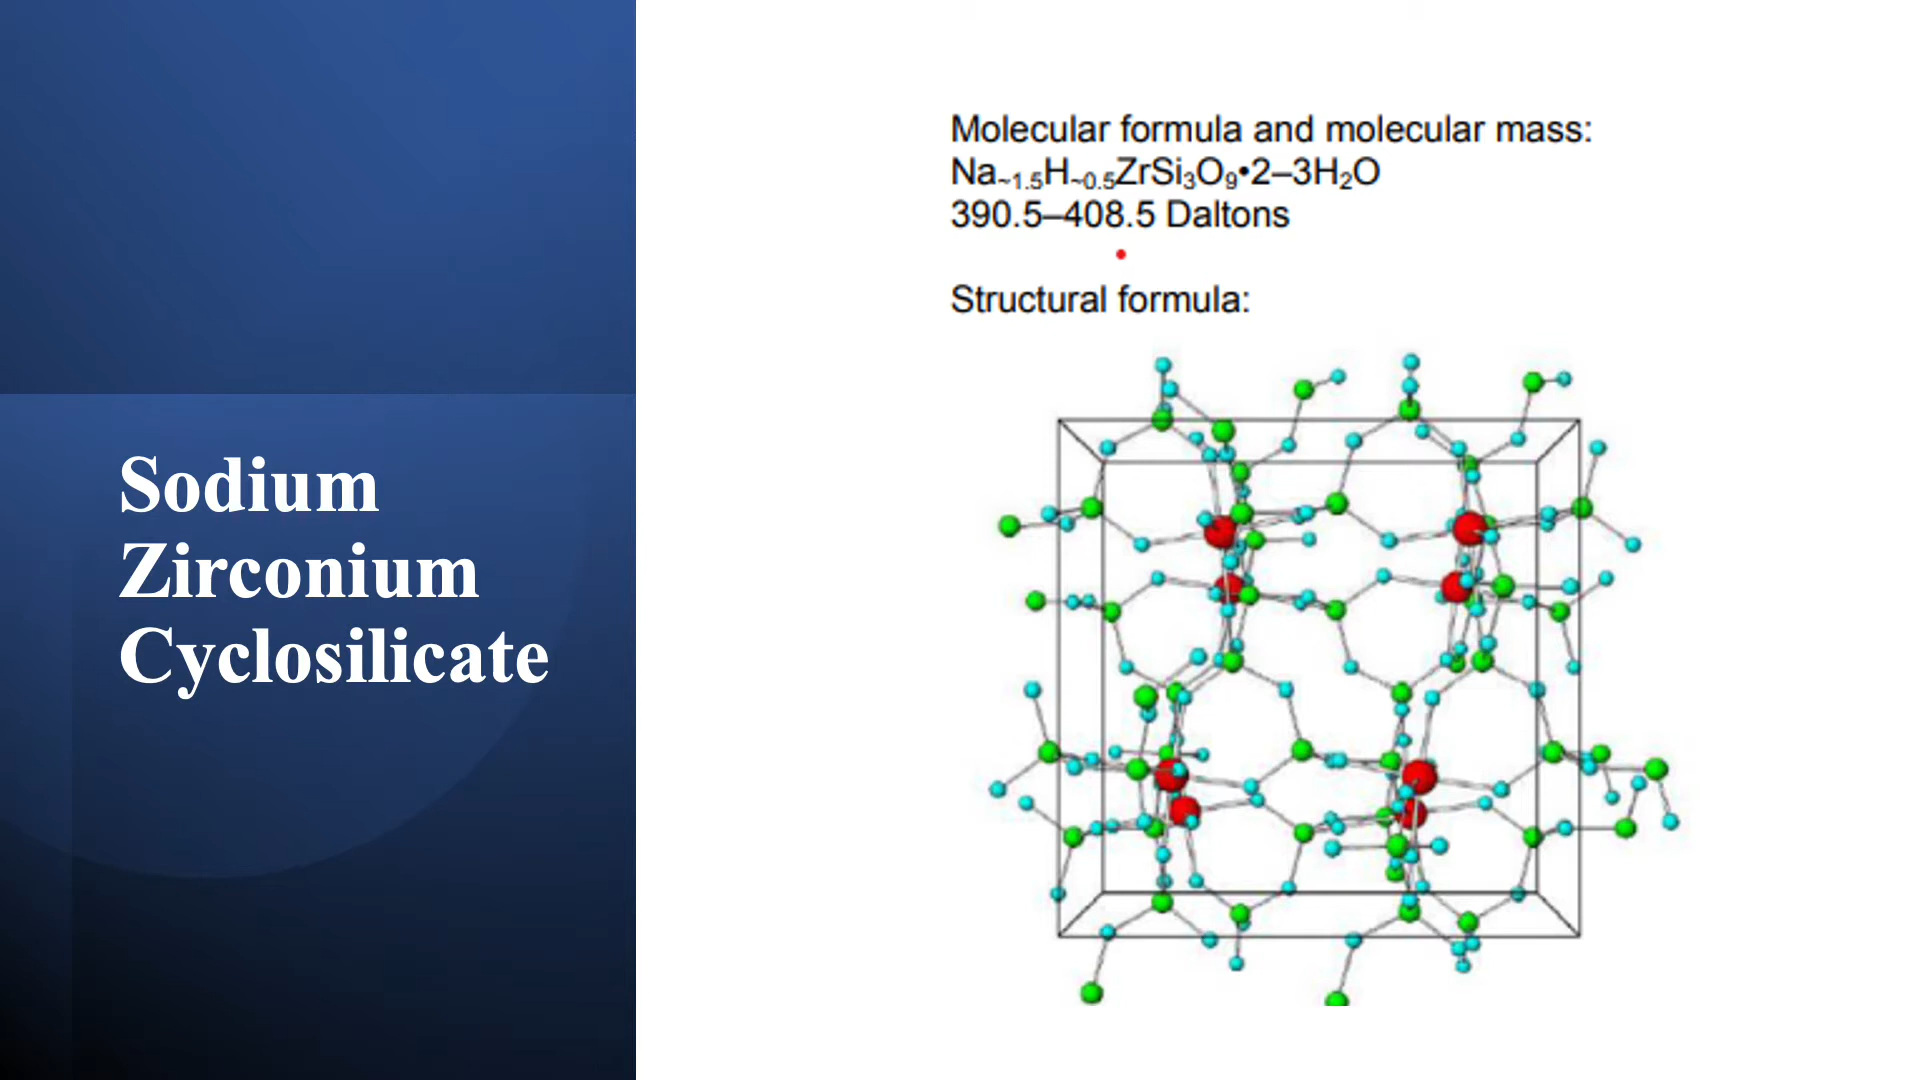 Sodium
Zirconium
Cyclosilicate
Molecular formula and molecular mass:
Na~1.5H~0.5ZrSi3O9•2–3H2O
390.5–408.5 Daltons
Structural formula: